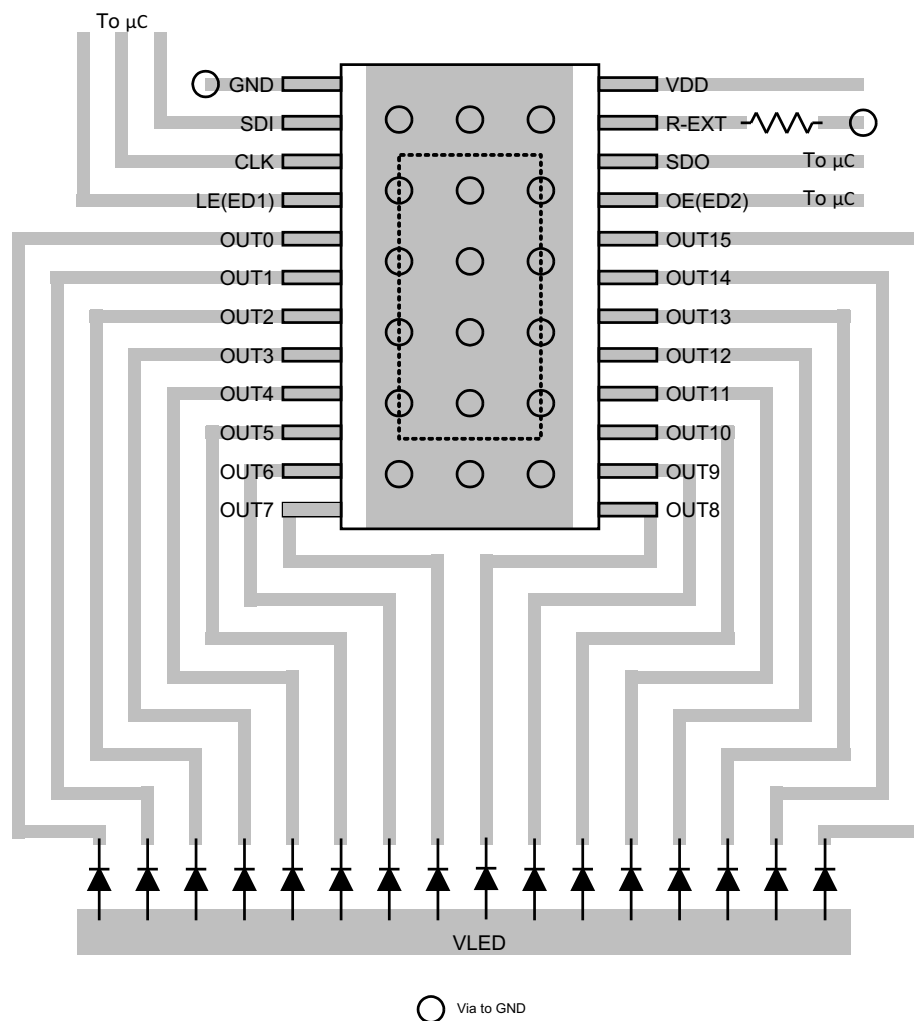 To µC
GND
VDD
SDI
R-EXT
CLK
SDO
To µC
LE(ED1)
OE(ED2)
To µC
OUT0
OUT15
OUT1
OUT14
OUT2
OUT13
OUT3
OUT12
OUT4
OUT11
OUT5
OUT10
OUT6
OUT9
OUT7
OUT8
VLED
Via to GND